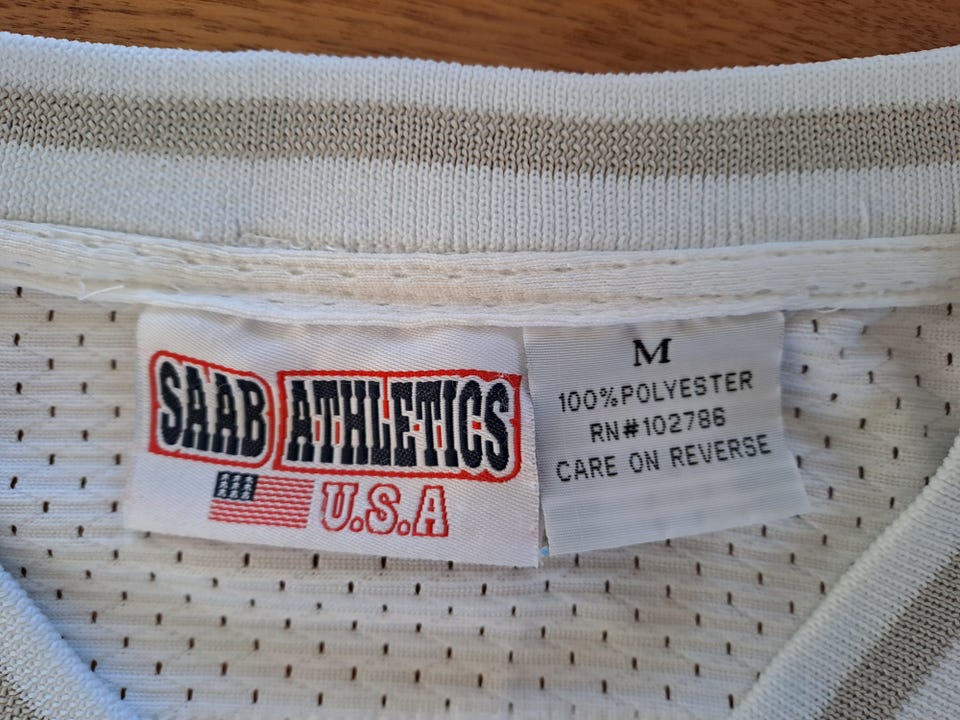 SAAB ATHLETICS
U.S.A
M
100%POLYESTER
RN#102786
CARE ON REVERSE